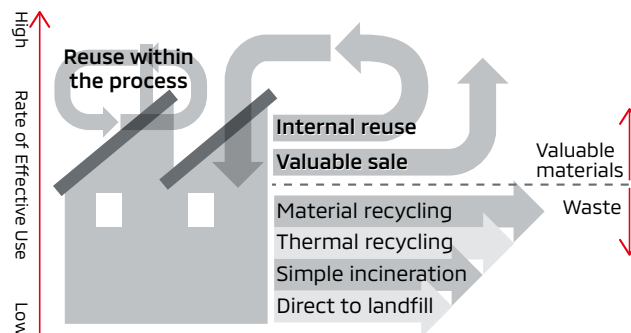 High
Rate of Effective Use
Low
Reuse within
the process
Internal reuse
Valuable sale
Valuable
materials
Waste
Material recycling
Thermal recycling
Simple incineration
Direct to landfill